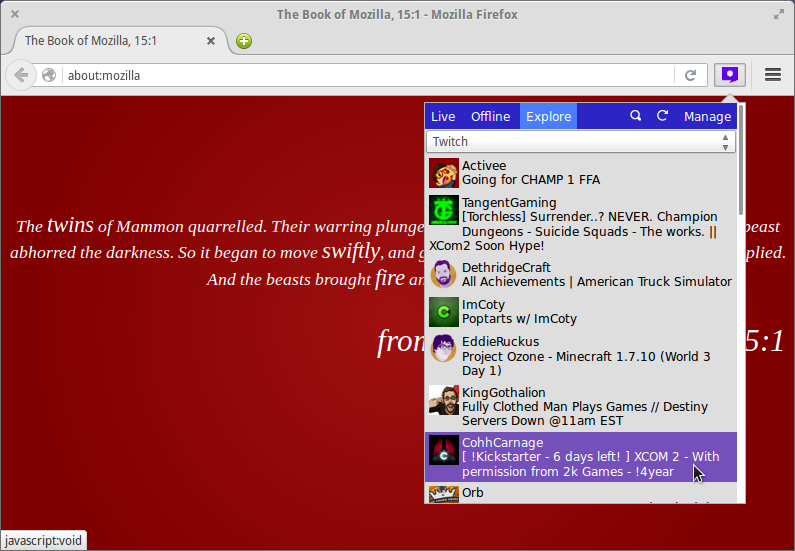 The Book of Mozilla, 15:1 - Mozilla Firefox
The Book of Mozilla, 15:1
about:mozilla
Live Offline Explore Manage
Twitch
Activee
Going for CHAMP 1 FFA
TangentGaming
[Torchless] Surrender..? NEVER. Champion
Dungeons - Suicide Squads - The works. ||
XCom2 Soon Hype!
DethridgeCraft
All Achievements | American Truck Simulator
ImCoty
Poptarts w/ ImCoty
EddieRuckus
Project Ozone - Minecraft 1.7.10 (World 3
Day 1)
KingGothalion
Fully Clothed Man Plays Games // Destiny
Servers Down @11am EST
CohhCarnage
[ !Kickstarter - 6 days left! ] XCOM 2 - With
permission from 2k Games - !4year
Orb
The twins of Mammon quarrelled. Their warring plunge beast
abhorred the darkness. So it began to move swiftly, and plied.
And the beasts brought fire
from 5:1
javascript:void